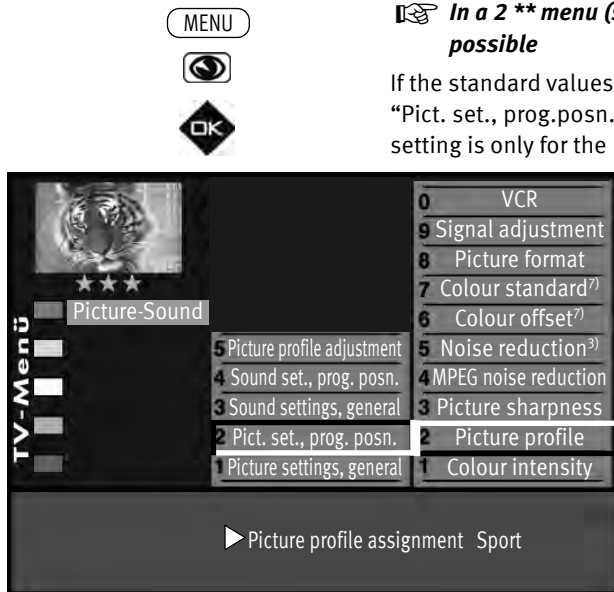 MENU
OK
In a 2 ** menu (s
possible
If the standard values
“Pict. set., prog.posn.
setting is only for the
TV-Menü
Picture-Sound
5 Picture profile adjustment
4 Sound set., prog. posn.
3 Sound settings, general
2 Pict. set., prog. posn.
1 Picture settings, general
0 VCR
9 Signal adjustment
8 Picture format
7 Colour standard7)
6 Colour offset7)
5 Noise reduction3)
4 MPEG noise reduction
3 Picture sharpness
2 Picture profile
1 Colour intensity
Picture profile assignment Sport